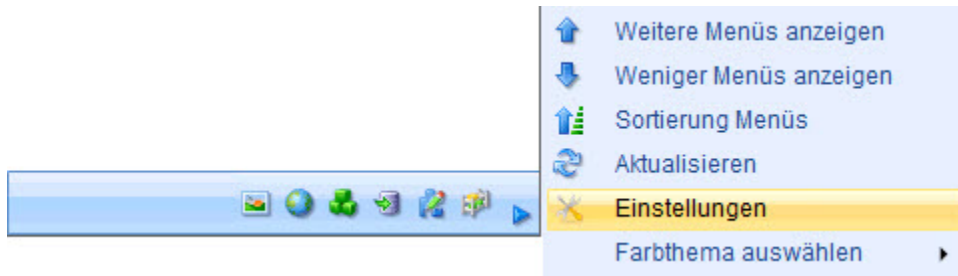 Weitere Menüs anzeigen
Weniger Menüs anzeigen
Sortierung Menüs
Aktualisieren
Einstellungen
Farbthema auswählen